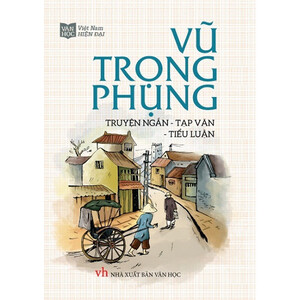 VĂN HỌC
Việt Nam
HIỆN ĐẠI
VŨ
TRỌNG
PHỤNG
TRUYỆN NGẮN - TẠP VĂN
- TIỂU LUẬN
vh NHÀ XUẤT BẢN VĂN HỌC